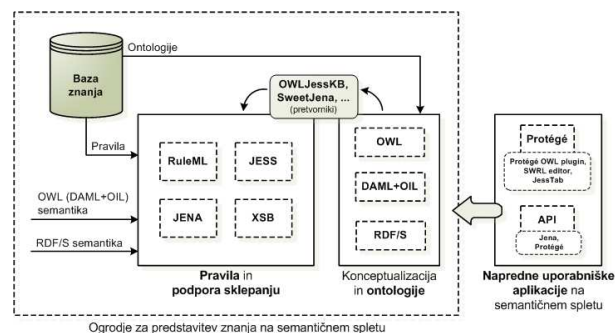 Ontologije
Baza
znanja
OWLJessKB,
SweetJena, ...
(pretvorniki)
Pravila
RuleML
JESS
OWL
Protégé
Protégé OWL plugin,
SWRL editor,
JessTab
OWL (DAML+OIL)
semantika
JENA
XSB
DAML+OIL
API
Jena,
Protégé
RDF/S semantika
RDF/S
Pravila in
podpora sklepanju
Konceptualizacija
in ontologije
Napredne uporabniške
aplikacije na
semantičnem spletu
Ogrodje za predstavitev znanja na semantičnem spletu